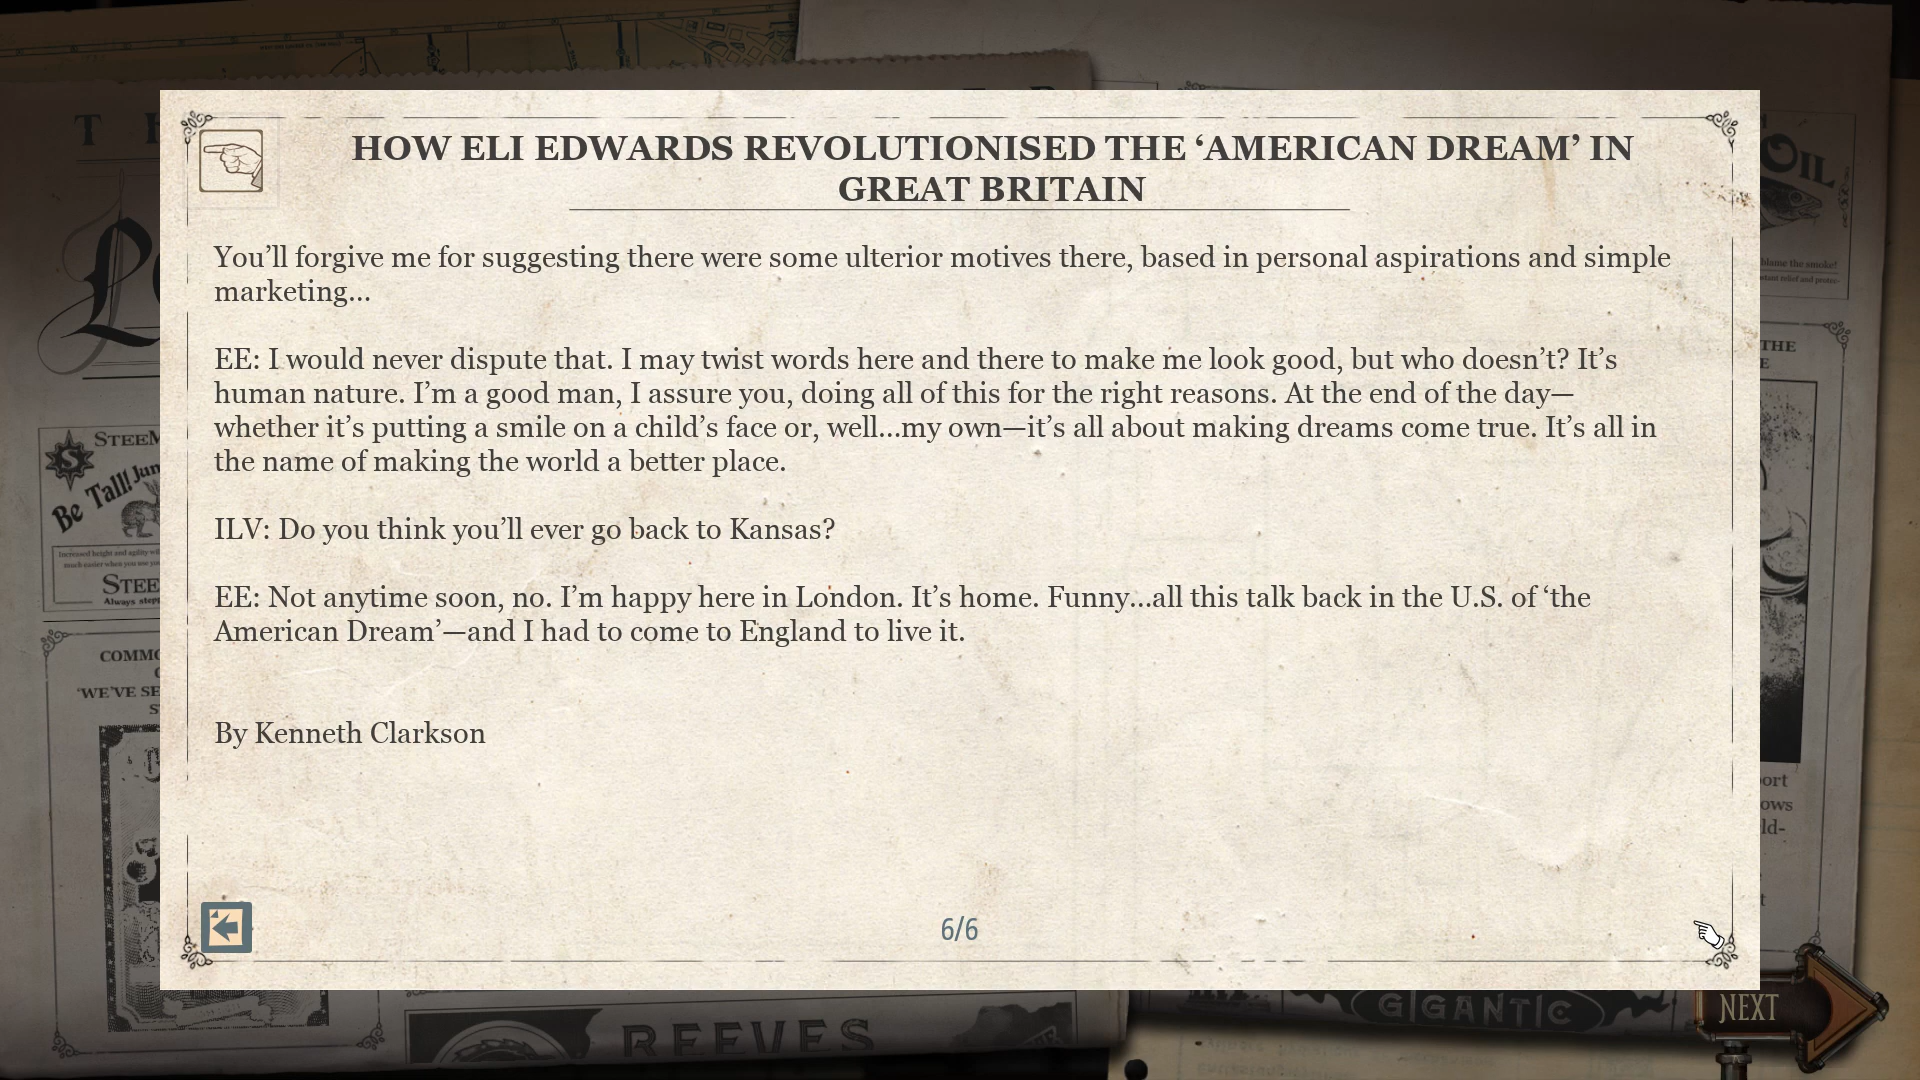 HOW ELI EDWARDS REVOLUTIONISED THE ‘AMERICAN DREAM’ IN
GREAT BRITAIN
You’ll forgive me for suggesting there were some ulterior motives there, based in personal aspirations and simple
marketing...
EE: I would never dispute that. I may twist words here and there to make me look good, but who doesn’t? It’s
human nature. I’m a good man, I assure you, doing all of this for the right reasons. At the end of the day—
whether it’s putting a smile on a child’s face or, well...my own—it’s all about making dreams come true. It’s all in
the name of making the world a better place.
ILV: Do you think you’ll ever go back to Kansas?
EE: Not anytime soon, no. I’m happy here in London. It’s home. Funny...all this talk back in the U.S. of ‘the
American Dream’—and I had to come to England to live it.
By Kenneth Clarkson
6/6
NEXT
OIL
blame the smoke!
THE
STEEM
Be Tall!
STEE
‘WE’VE SE
REEVES
GIGANTIC